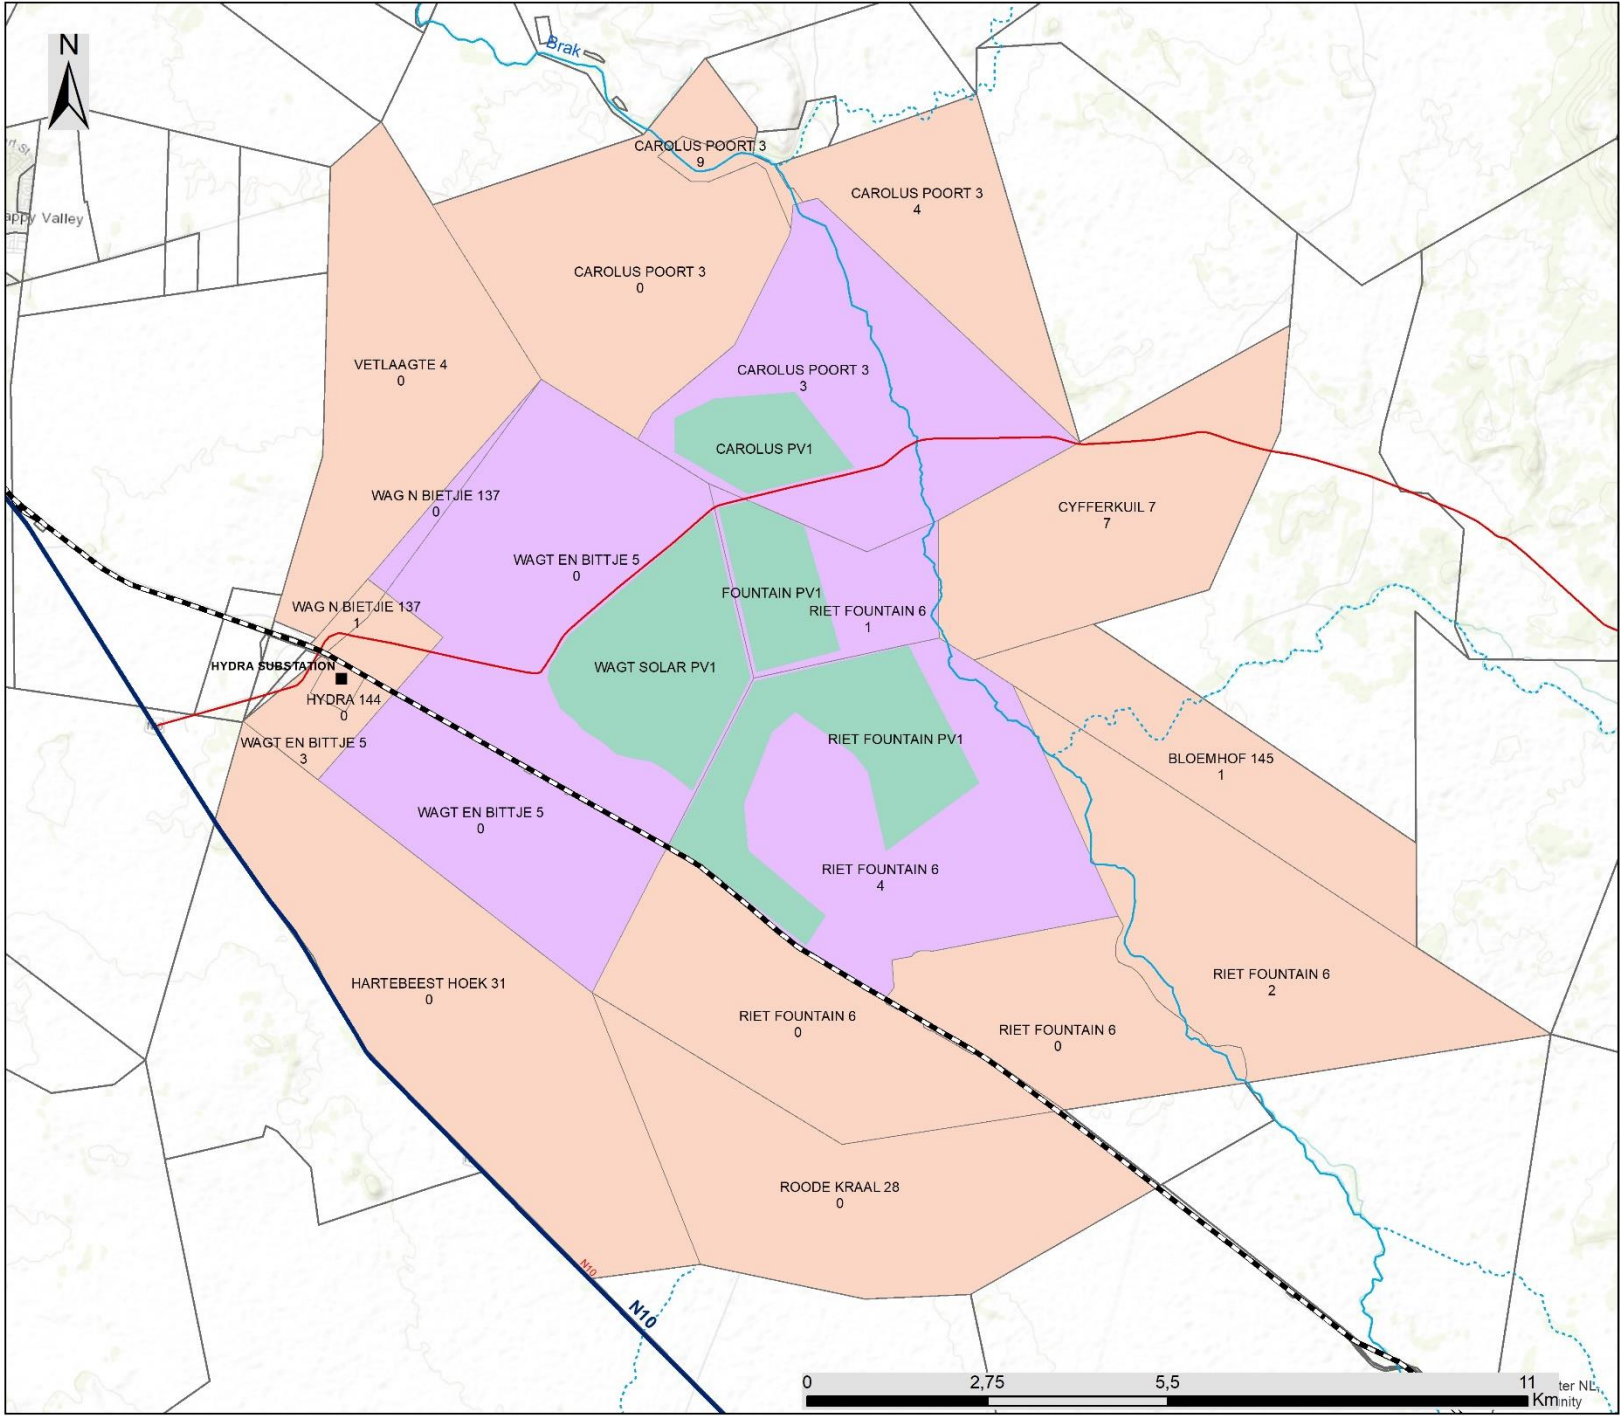 N
Brak
CAROLUS POORT 3
9
CAROLUS POORT 3
4
appy Valley
CAROLUS POORT 3
0
VETLAAGTE 4
0
CAROLUS POORT 3
3
CAROLUS PV1
WAG N BIETJIE 137
0
CYFFERKUIL 7
7
WAGT EN BITTJE 5
0
FOUNTAIN PV1
WAG N BIETJIE 137
1
RIET FOUNTAIN 6
1
HYDRA SUBSTATION
WAGT SOLAR PV1
HYDRA 144
0
WAGT EN BITTJE 5
3
RIET FOUNTAIN PV1
BLOEMHOF 145
1
WAGT EN BITTJE 5
0
RIET FOUNTAIN 6
4
HARTEBEEST HOEK 31
0
RIET FOUNTAIN 6
2
RIET FOUNTAIN 6
0
RIET FOUNTAIN 6
0
ROODE KRAAL 28
0
N10
N10
0 2,75 5,5 11
Km
ter NL,
nity